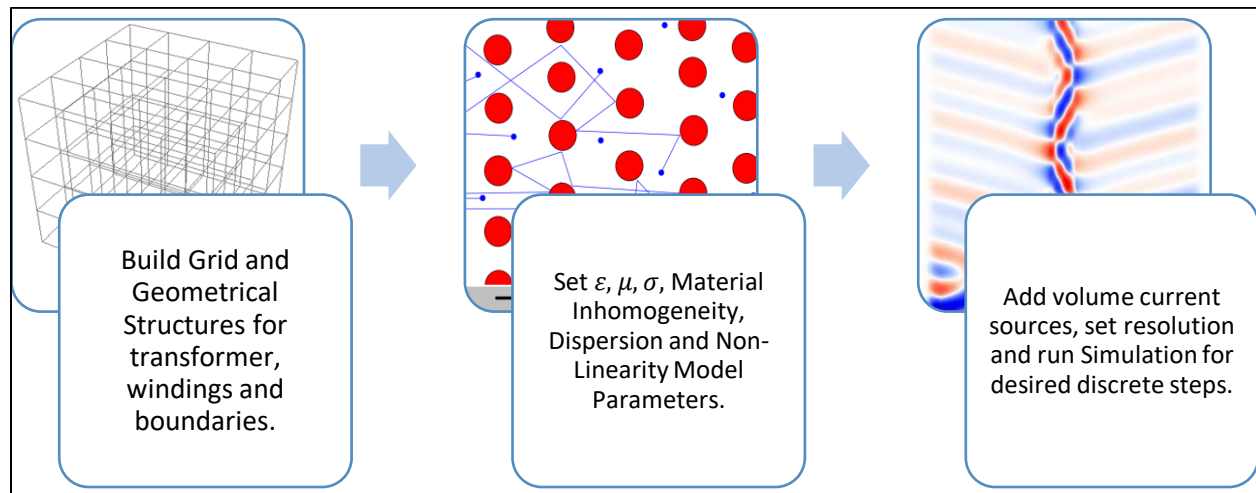 Build Grid and
Geometrical
Structures for
transformer,
windings and
boundaries.
Set 𝜀, 𝜇, 𝜎, Material
Inhomogeneity,
Dispersion and Non-
Linearity Model
Parameters.
Add volume current
sources, set resolution
and run Simulation for
desired discrete steps.